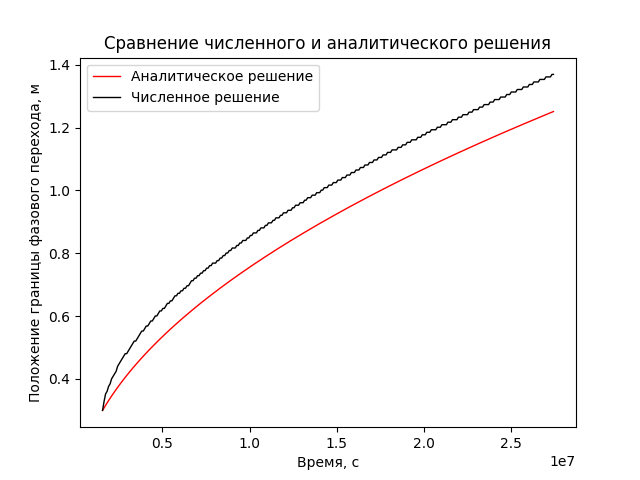 Сравнение численного и аналитического решения
Аналитическое решение
Численное решение
Положение границы фазового перехода, м
1.4
1.2
1.0
0.8
0.6
0.4
0.5
1.0
1.5
2.0
2.5
1e7
Время, с